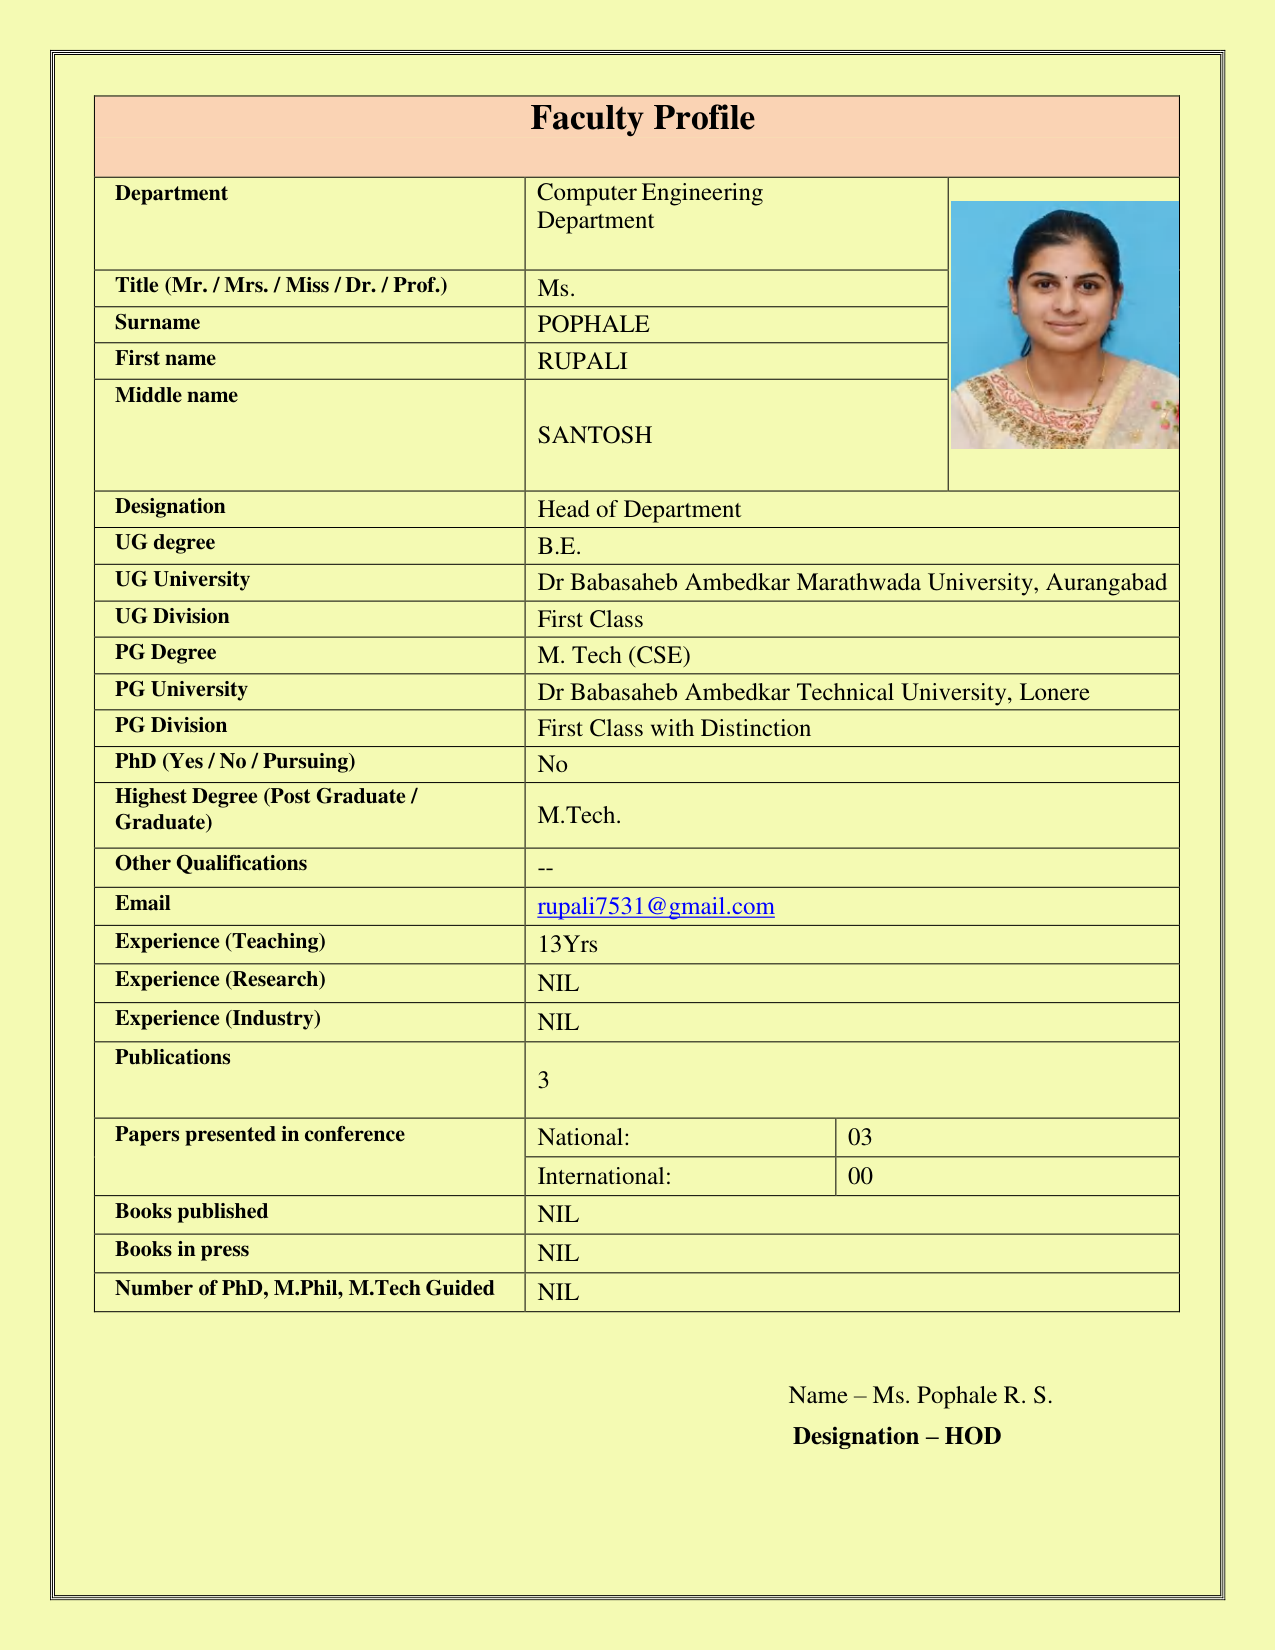 Faculty Profile
Department
Computer Engineering
Department
Title (Mr. / Mrs. / Miss / Dr. / Prof.)
Ms.
Surname
POPHALE
First name
RUPALI
Middle name
SANTOSH
Designation
Head of Department
UG degree
B.E.
UG University
Dr Babasaheb Ambedkar Marathwada University, Aurangabad
UG Division
First Class
PG Degree
M. Tech (CSE)
PG University
Dr Babasaheb Ambedkar Technical University, Lonere
PG Division
First Class with Distinction
PhD (Yes / No / Pursuing)
No
Highest Degree (Post Graduate /
Graduate)
M.Tech.
Other Qualifications
--
Email
rupali7531@gmail.com
Experience (Teaching)
13Yrs
Experience (Research)
NIL
Experience (Industry)
NIL
Publications
3
Papers presented in conference
National:
03
International:
00
Books published
NIL
Books in press
NIL
Number of PhD, M.Phil, M.Tech Guided
NIL
Name – Ms. Pophale R. S.
Designation – HOD